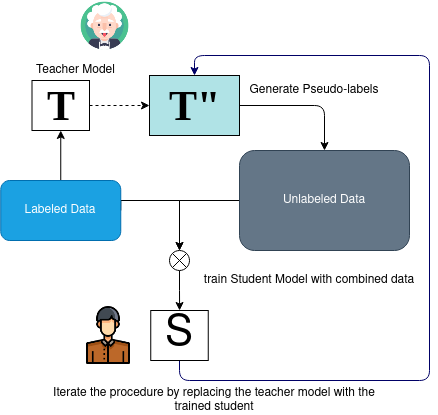 Teacher Model
T
T"
Generate Pseudo-labels
Labeled Data
Unlabeled Data
train Student Model with combined data
S
Iterate the procedure by replacing the teacher model with the
trained student